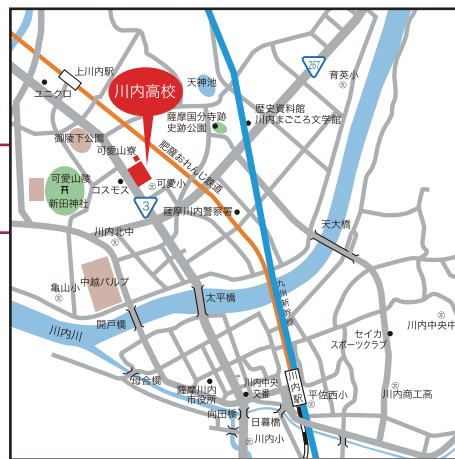 上川内駅
ユニクロ
川内高校
天神池
267
育英小
薩摩国分寺跡
史跡公園
歴史資料館
川内まごころ文学館
御陵下公園
可愛山寮
肥薩おれんじ鉄道
可愛山陵
新田神社
コスモス
可愛小
3
薩摩川内警察署
川内北中
天大橋
亀山小
中越パルプ
太平橋
九州新幹線
開戸橋
川内川
川内中央中
セイカ
スポーツクラブ
母合橋
薩摩川内
市役所
川内中央
交番
川内駅
平佐西小
川内商工高
向田橋
日暮橋
川内小